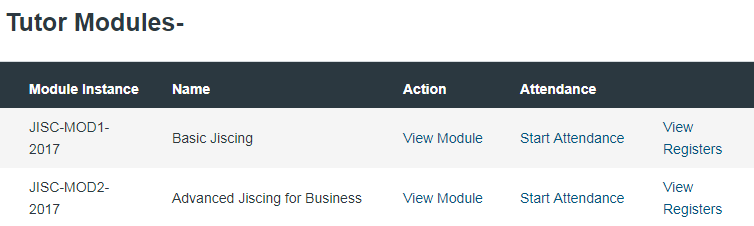 Tutor Modules-
Module Instance Name Action Attendance
JISC-MOD1-2017 Basic Jiscing View Module Start Attendance View Registers
JISC-MOD2-2017 Advanced Jiscing for Business View Module Start Attendance View Registers